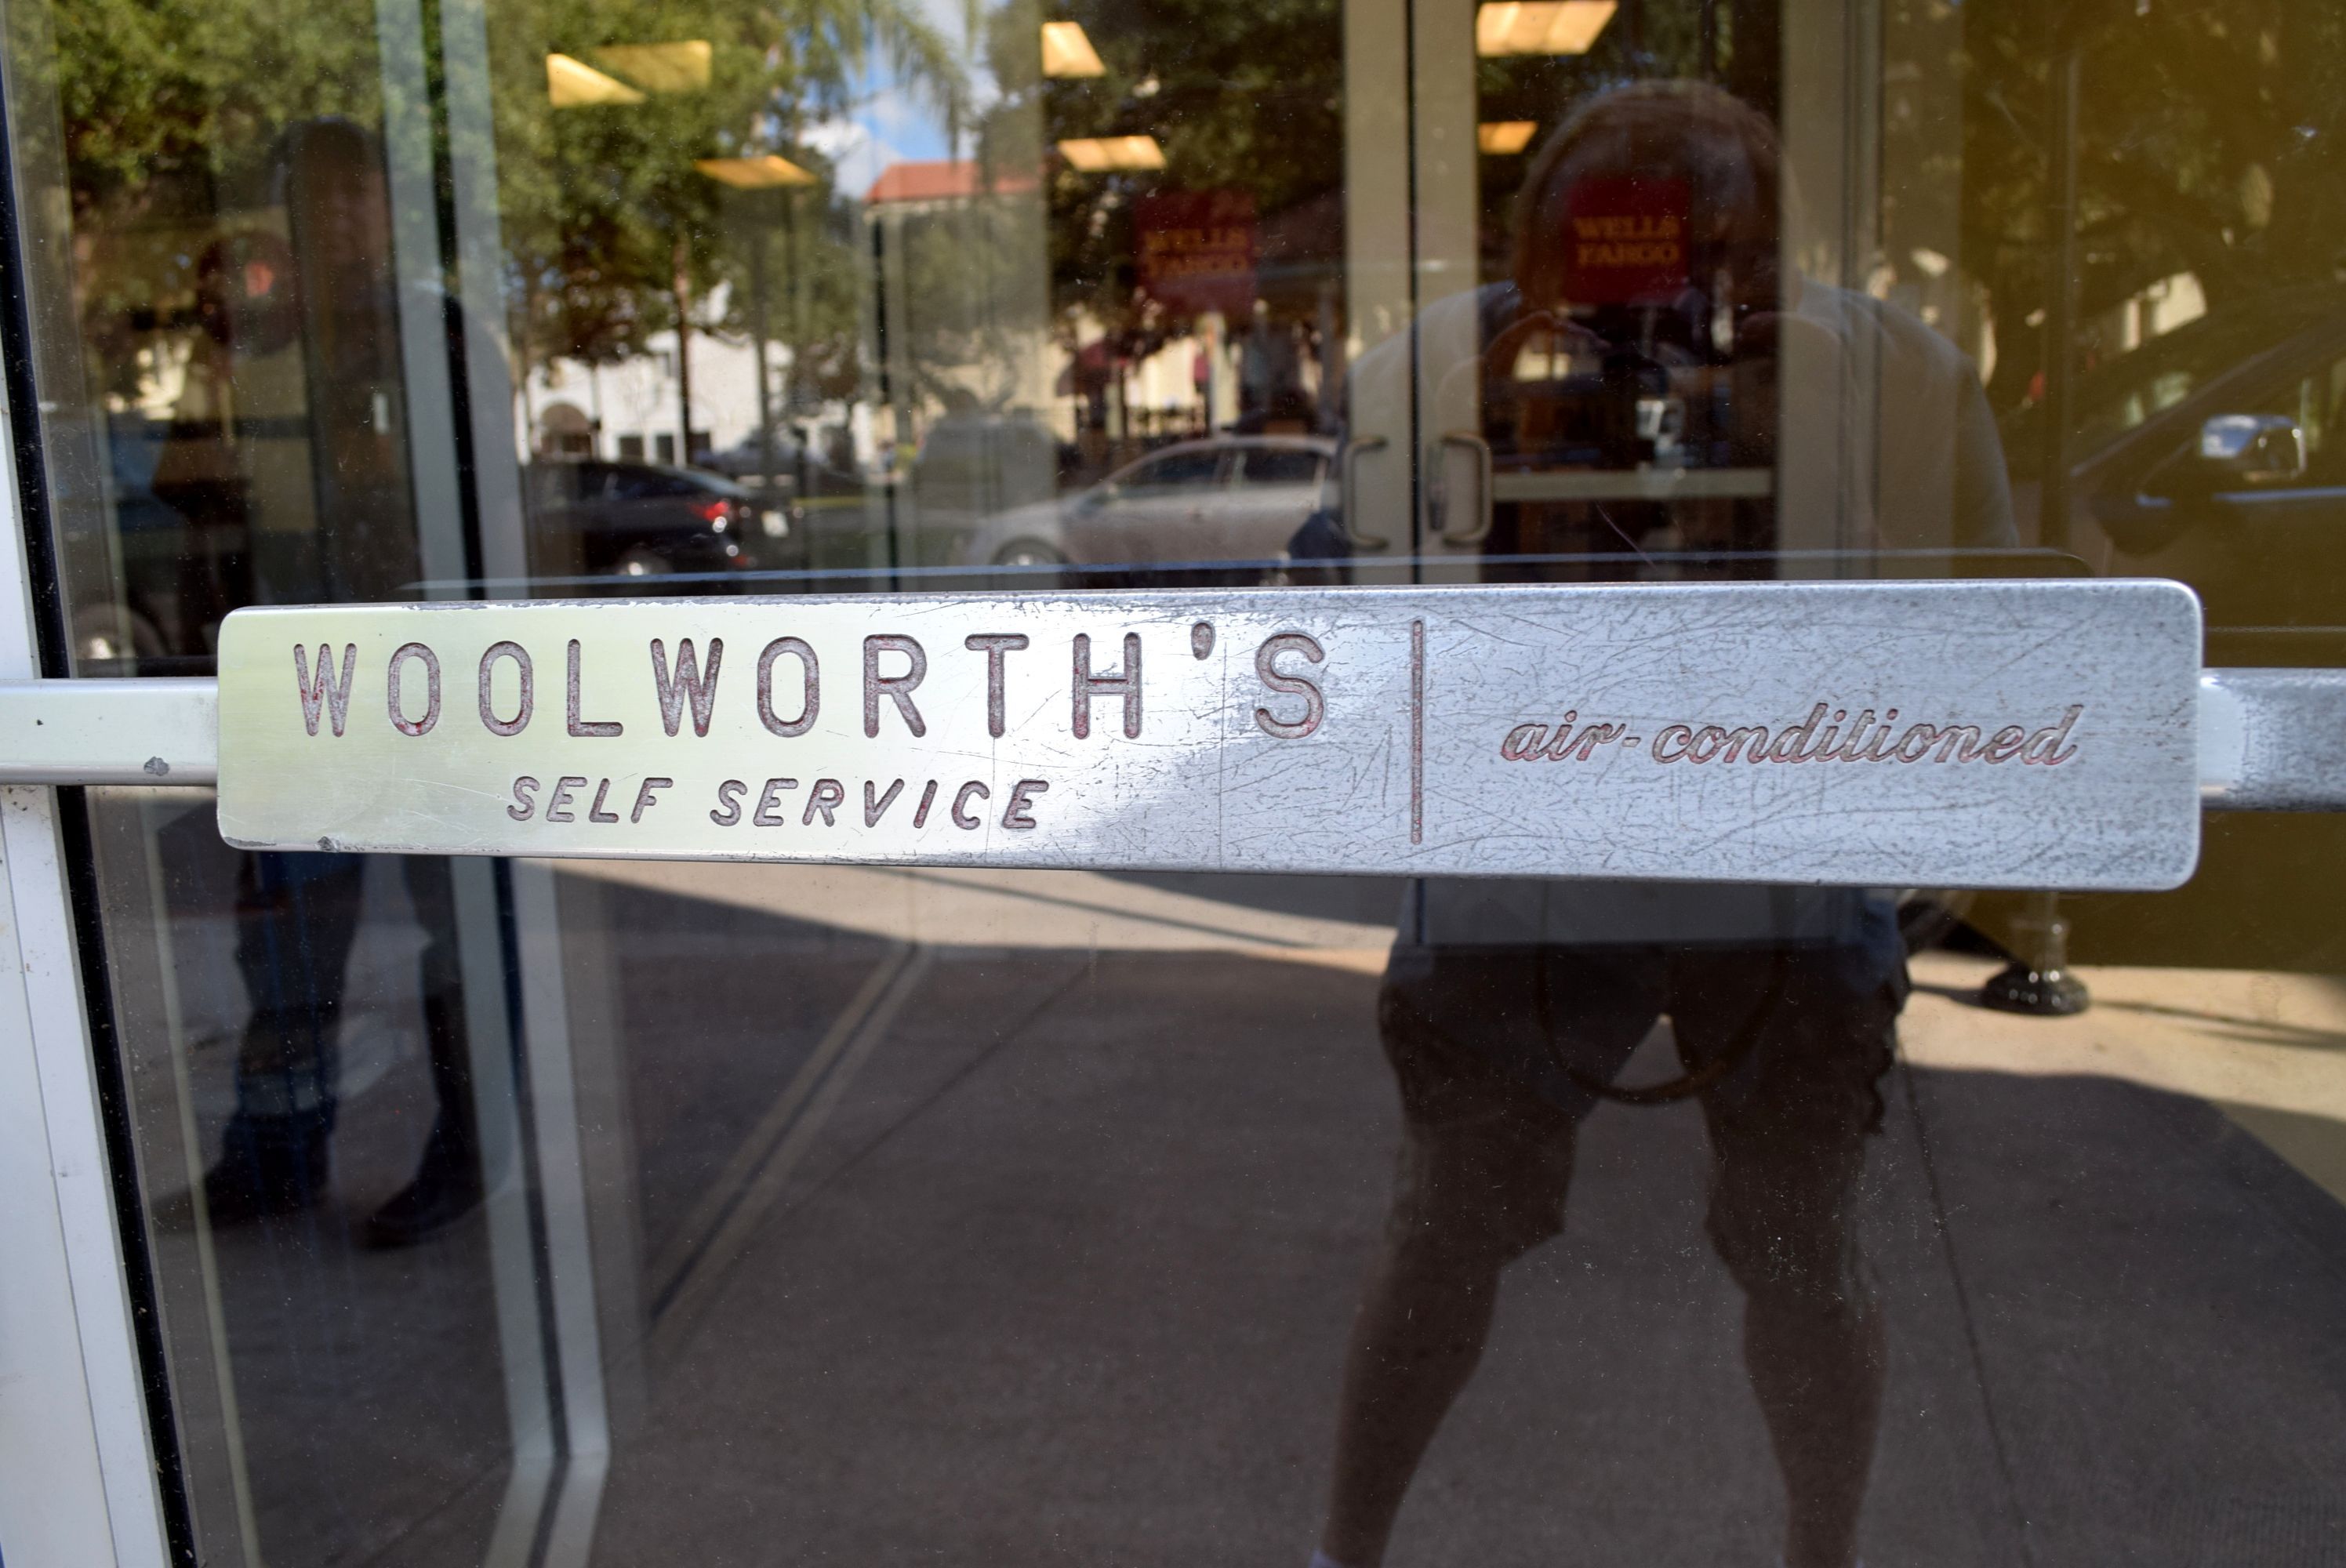 WELLS
FARGO
WELLS
FARGO
WOOLWORTH'S
SELF SERVICE
air-conditioned